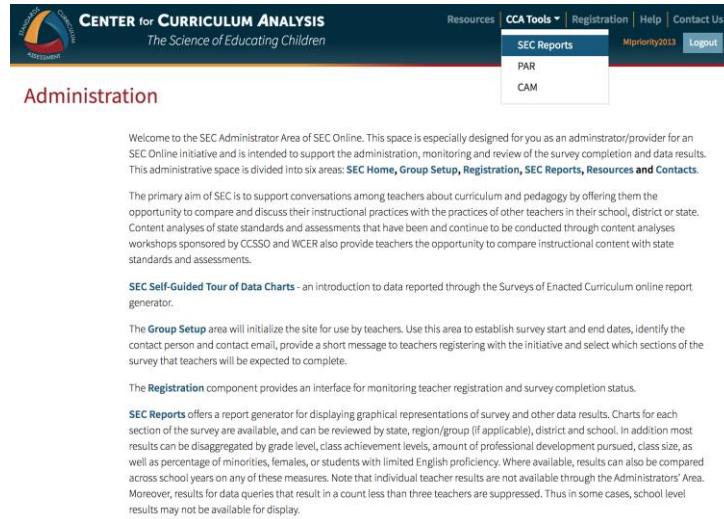 CENTER for CURRICULUM ANALYSIS
The Science of Educating Children
STANDARDS CURRICULUM ASSESSMENT
Resources | CCA Tools | Registration | Help | Contact Us
SEC Reports
PAR
CAM
MIpriority2013 Logout
Administration
Welcome to the SEC Administrator Area of SEC Online. This space is especially designed for you as an adminstrator/provider for an
SEC Online initiative and is intended to support the administration, monitoring and review of the survey completion and data results.
This administrative space is divided into six areas: SEC Home, Group Setup, Registration, SEC Reports, Resources and Contacts.
The primary aim of SEC is to support conversations among teachers about curriculum and pedagogy by offering them the
opportunity to compare and discuss their instructional practices with the practices of other teachers in their school, district or state.
Content analyses of state standards and assessments that have been and continue to be conducted through content analyses
workshops sponsored by CCSSO and WCER also provide teachers the opportunity to compare instructional content with state
standards and assessments.
SEC Self-Guided Tour of Data Charts - an introduction to data reported through the Surveys of Enacted Curriculum online report
generator.
The Group Setup area will initialize the site for use by teachers. Use this area to establish survey start and end dates, identify the
contact person and contact email, provide a short message to teachers registering with the initiative and select which sections of the
survey that teachers will be expected to complete.
The Registration component provides an interface for monitoring teacher registration and survey completion status.
SEC Reports offers a report generator for displaying graphical representations of survey and other data results. Charts for each
section of the survey are available, and can be reviewed by state, region/group (if applicable), district and school. In addition most
results can be disaggregated by grade level, class achievement levels, amount of professional development pursued, class size, as
well as percentage of minorities, females, or students with limited English proficiency. Where available, results can also be compared
across school years on any of these measures. Note that individual teacher results are not available through the Administrators' Area.
Moreover, results for data queries that result in a count less than three teachers are suppressed. Thus in some cases, school level
results may not be available for display.